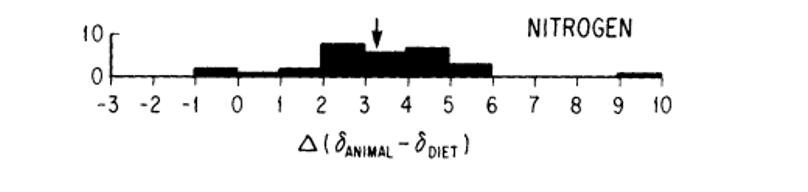 NITROGEN
10
0
-3 -2 -1 0 1 2 3 4 5 6 7 8 9 10
Δ(δANIMAL-δDIET)